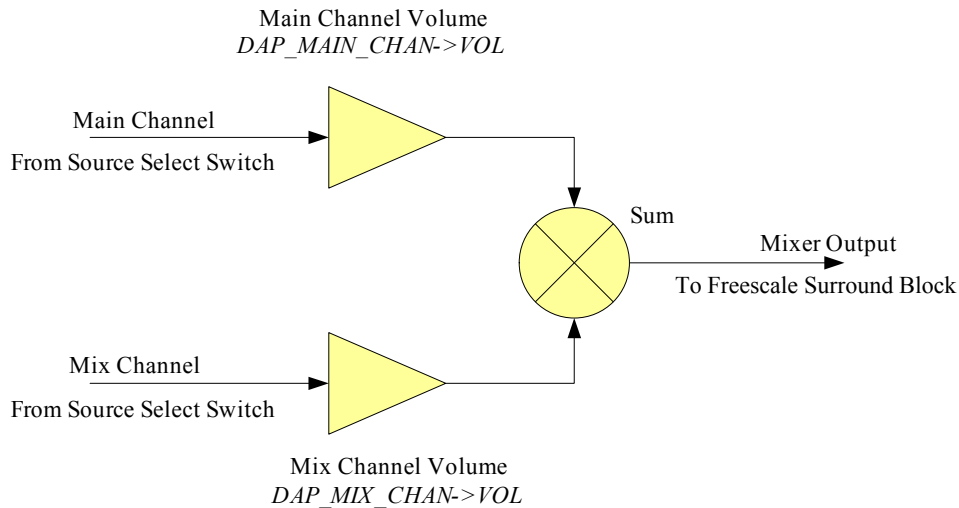 Main Channel Volume
DAP_MAIN_CHAN->VOL
Main Channel
From Source Select Switch
Sum
Mixer Output
To Freescale Surround Block
Mix Channel
From Source Select Switch
Mix Channel Volume
DAP_MIX_CHAN->VOL